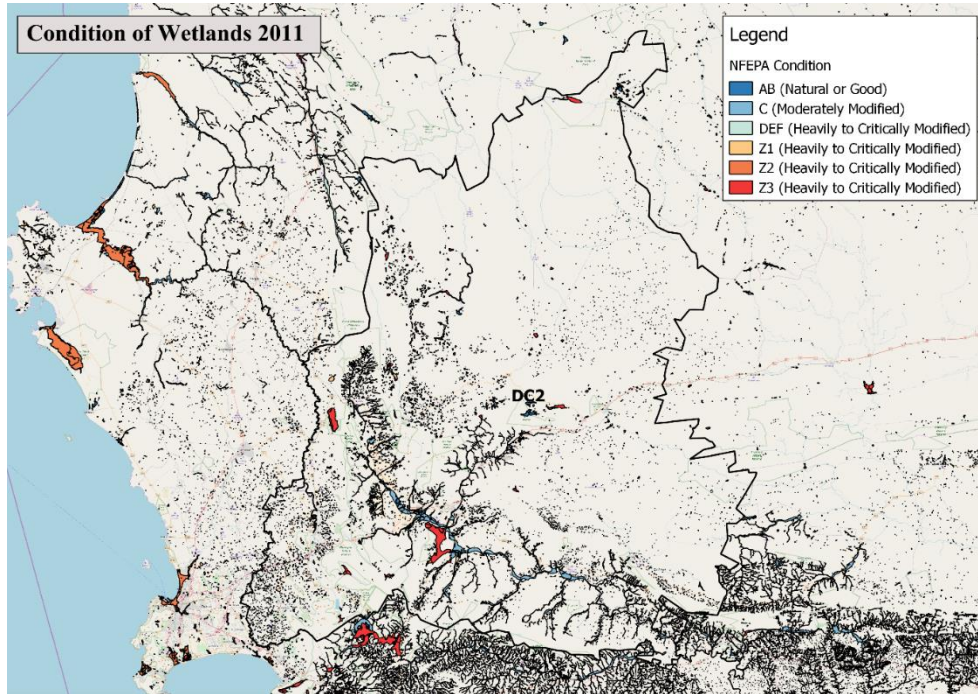 Condition of Wetlands 2011
Legend
NFEPA Condition
AB (Natural or Good)
C (Moderately Modified)
DEF (Heavily to Critically Modified)
Z1 (Heavily to Critically Modified)
Z2 (Heavily to Critically Modified)
Z3 (Heavily to Critically Modified)
DC2